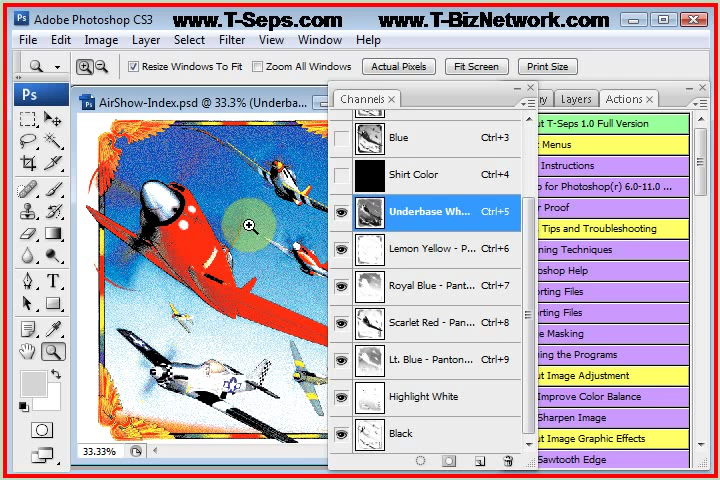 Adobe Photoshop CS3 www.T-Seps.com www.T-BizNetwork.com
File Edit Image Layer Select Filter View Window Help
Resize Windows To Fit Zoom All Windows Actual Pixels Fit Screen Print Size
Ps
AirShow-Index.psd @ 33.3% (Underba...
33.33%
Channels x
Blue Ctrl+3
Shirt Color Ctrl+4
Underbase Wh... Ctrl+5
Lemon Yellow - P... Ctrl+6
Royal Blue - Pant... Ctrl+7
Scarlet Red - Pan... Ctrl+8
Lt. Blue - Panton... Ctrl+9
Highlight White
Black
ry Layers Actions x
ut T-Seps 1.0 Full Version
Menus
Instructions
p for Photoshop(r) 6.0-11.0 ...
r Proof
Tips and Troubleshooting
ning Techniques
oshop Help
orting Files
rting Files
e Masking
ing the Programs
ut Image Adjustment
Improve Color Balance
Sharpen Image
ut Image Graphic Effects
Sawtooth Edge